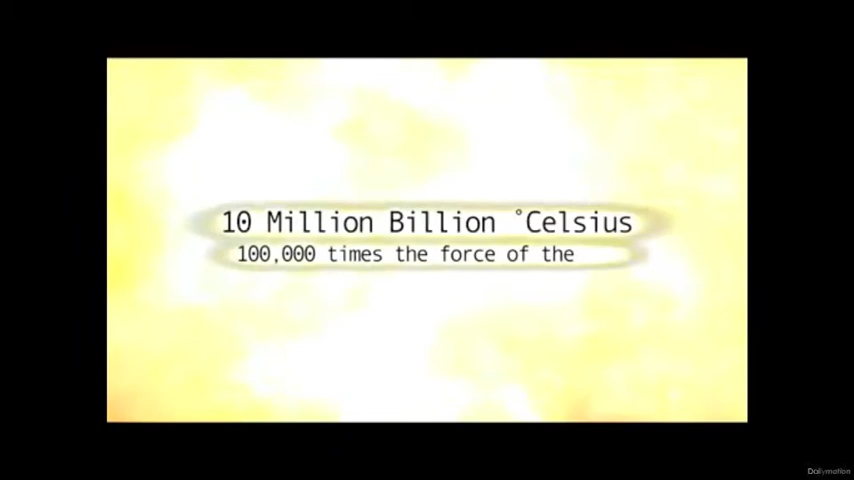 10 Million Billion °Celsius
100,000 times the force of the
Dailymotion